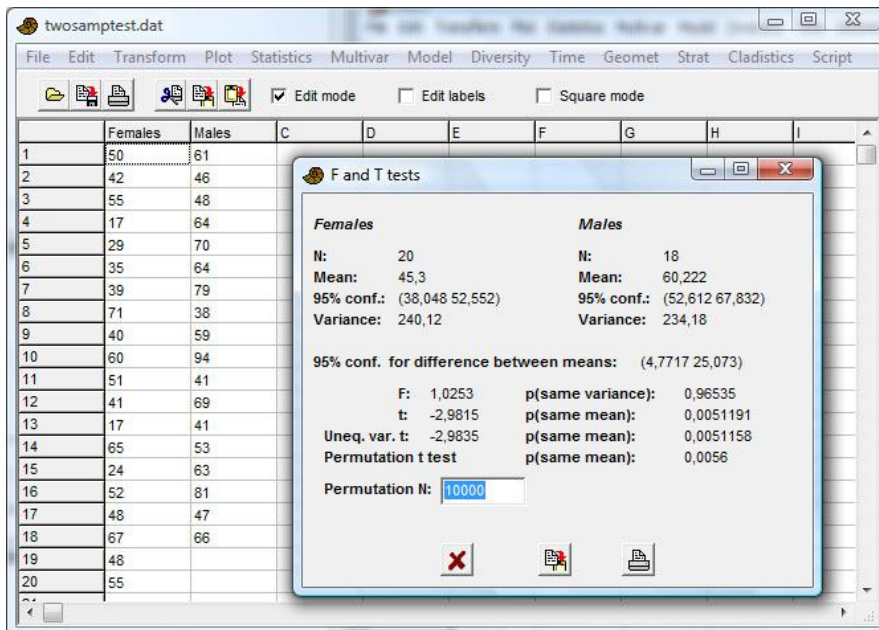 twosamptest.dat
File Edit Transform Plot Statistics Multivar Model Diversity Time Geomet Strat Cladistics Script
Edit mode Edit labels Square mode
Females Males C D E F G H I
1 50 61
2 42 46
3 55 48
4 17 64
5 29 70
6 35 64
7 39 79
8 71 38
9 40 59
10 60 94
11 51 41
12 41 69
13 17 41
14 65 53
15 24 63
16 52 81
17 48 47
18 67 66
19 48
20 55
F and T tests
Females Males
N: 20 N: 18
Mean: 45,3 Mean: 60,222
95% conf.: (38,048 52,552) 95% conf.: (52,612 67,832)
Variance: 240,12 Variance: 234,18
95% conf. for difference between means: (4,7717 25,073)
F: 1,0253 p(same variance): 0,96535
t: -2,9815 p(same mean): 0,0051191
Uneq. var. t: -2,9835 p(same mean): 0,0051158
Permutation t test p(same mean): 0,0056
Permutation N: 10000